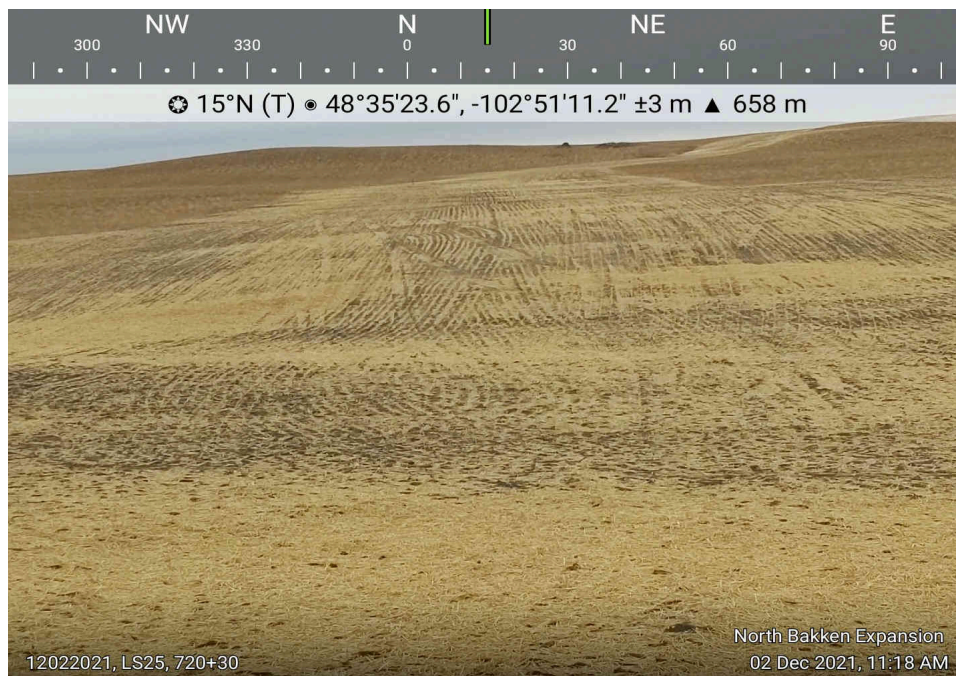 NW N NE E
300 330 0 30 60 90
15°N (T) ◉ 48°35'23.6", -102°51'11.2" ±3 m ▲ 658 m
North Bakken Expansion
12022021, LS25, 720+30 02 Dec 2021, 11:18 AM